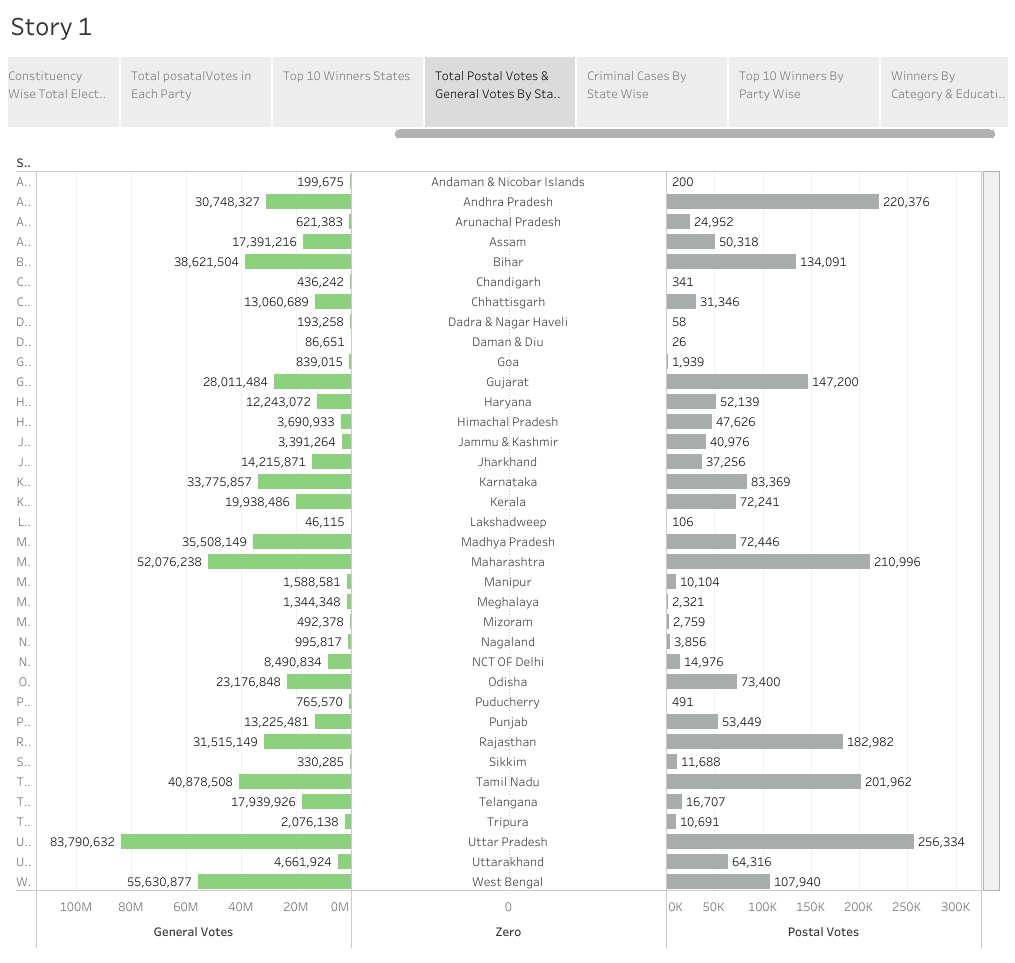 Story 1
Constituency
Wise Total Elect..
Total posatalVotes in
Each Party
Top 10 Winners States
Total Postal Votes &
General Votes By Sta..
Criminal Cases By
State Wise
Top 10 Winners By
Party Wise
Winners By
Category & Educati..
S..
A.. 199,675 Andaman & Nicobar Islands 200
A.. 30,748,327 Andhra Pradesh 220,376
A.. 621,383 Arunachal Pradesh 24,952
A.. 17,391,216 Assam 50,318
B.. 38,621,504 Bihar 134,091
C.. 436,242 Chandigarh 341
C.. 13,060,689 Chhattisgarh 31,346
D.. 193,258 Dadra & Nagar Haveli 58
D.. 86,651 Daman & Diu 26
G.. 839,015 Goa 1,939
G.. 28,011,484 Gujarat 147,200
H.. 12,243,072 Haryana 52,139
H.. 3,690,933 Himachal Pradesh 47,626
J.. 3,391,264 Jammu & Kashmir 40,976
J.. 14,215,871 Jharkhand 37,256
K.. 33,775,857 Karnataka 83,369
K.. 19,938,486 Kerala 72,241
L.. 46,115 Lakshadweep 106
M. 35,508,149 Madhya Pradesh 72,446
M. 52,076,238 Maharashtra 210,996
M. 1,588,581 Manipur 10,104
M. 1,344,348 Meghalaya 2,321
M. 492,378 Mizoram 2,759
N. 995,817 Nagaland 3,856
N. 8,490,834 NCT OF Delhi 14,976
O. 23,176,848 Odisha 73,400
P.. 765,570 Puducherry 491
P.. 13,225,481 Punjab 53,449
R.. 31,515,149 Rajasthan 182,982
S.. 330,285 Sikkim 11,688
T.. 40,878,508 Tamil Nadu 201,962
T.. 17,939,926 Telangana 16,707
T.. 2,076,138 Tripura 10,691
U.. 83,790,632 Uttar Pradesh 256,334
U.. 4,661,924 Uttarakhand 64,316
W. 55,630,877 West Bengal 107,940
100M 80M 60M 40M 20M 0M 0 0K 50K 100K 150K 200K 250K 300K
General Votes Zero Postal Votes